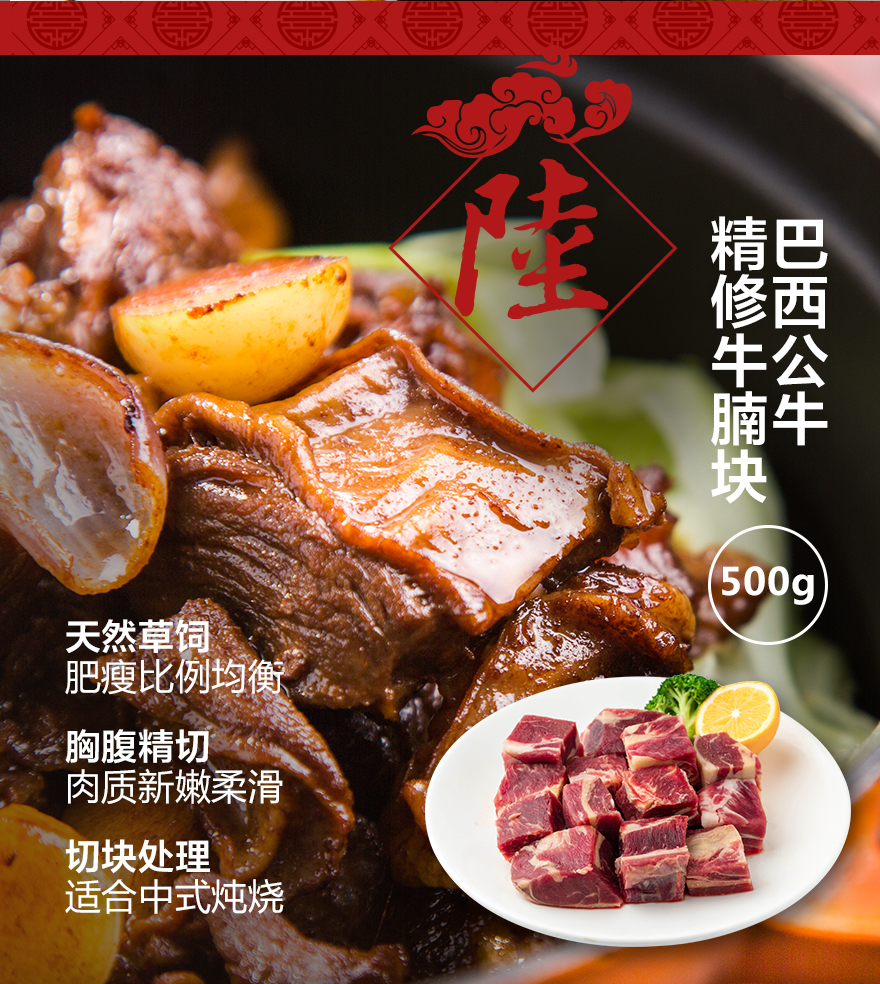 陸
巴西公牛
精修牛腩块
500g
天然草饲
肥瘦比例均衡
胸腹精切
肉质新嫩柔滑
切块处理
适合中式炖烧